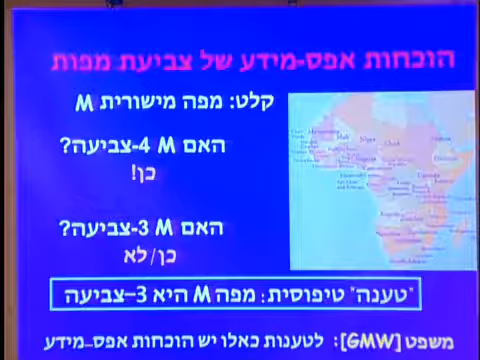 הוכחות אפס-מידע של צביעת מפות
קלט: מפה מישורית M
האם M 4-צביעה?
כן!
האם M 3-צביעה?
כן/לא
"טענה" טיפוסית: מפה M היא 3-צביעה
משפט [GMW]: לטענות כאלו יש הוכחות אפס-מידע